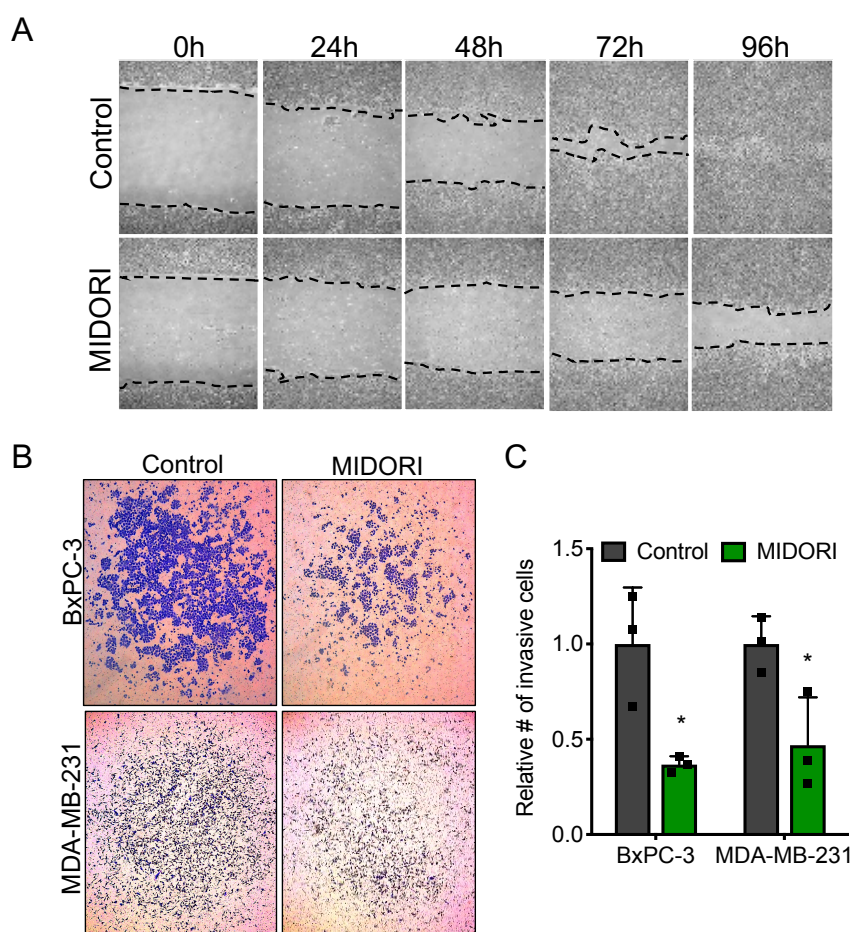 A
0h 24h 48h 72h 96h
Control
MIDORI
B
Control MIDORI
BxPC-3
MDA-MB-231
C
Control MIDORI
Relative # of invasive cells
1.5
1.0
0.5
0.0
*
*
BxPC-3 MDA-MB-231